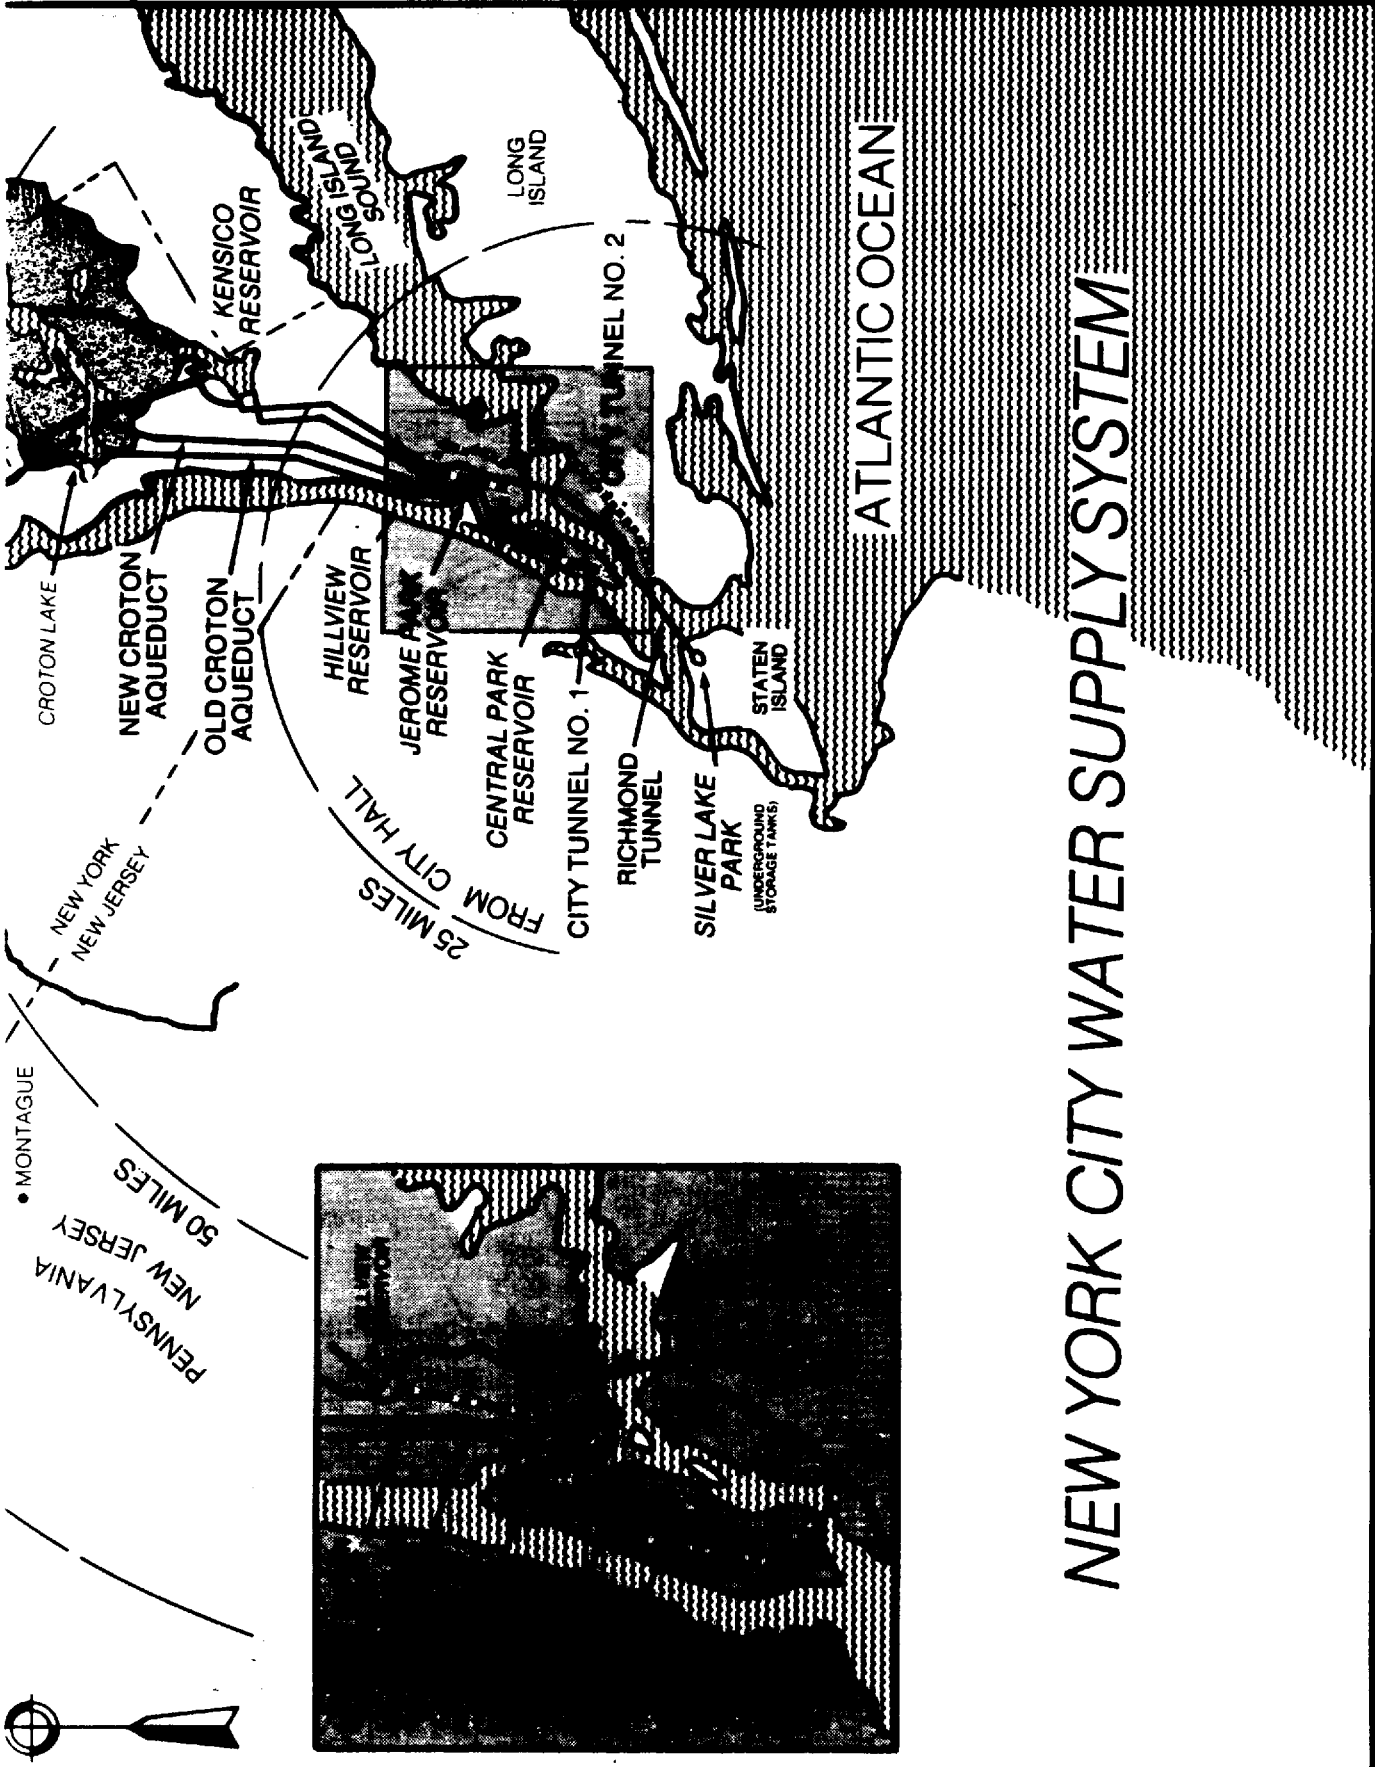 CROTON LAKE
NEW CROTON
AQUEDUCT
OLD CROTON
AQUEDUCT
KENSICO
RESERVOIR
LONG ISLAND
SOUND
LONG
ISLAND
HILLVIEW
RESERVOIR
JEROME PARK
RESERVOIR
CENTRAL PARK
RESERVOIR
CITY TUNNEL NO. 1
CITY TUNNEL NO. 2
RICHMOND
TUNNEL
SILVER LAKE
PARK
(UNDERGROUND
STORAGE TANKS)
STATEN
ISLAND
ATLANTIC OCEAN
NEW YORK
NEW JERSEY
25 MILES
FROM CITY HALL
• MONTAGUE
50 MILES
NEW JERSEY
PENNSYLVANIA
NEW YORK CITY WATER SUPPLY SYSTEM